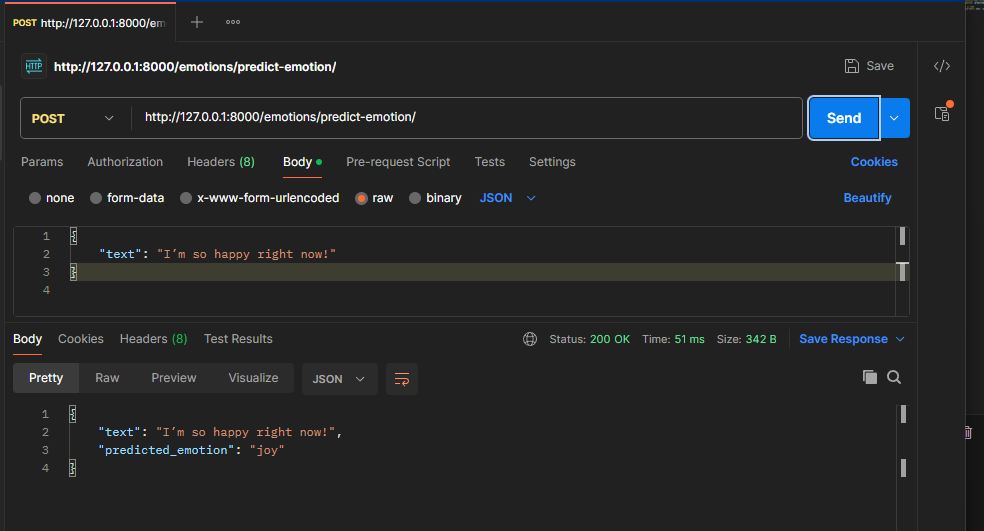 POST http://127.0.0.1:8000/em
HTTP http://127.0.0.1:8000/emotions/predict-emotion/ Save </>
POST http://127.0.0.1:8000/emotions/predict-emotion/ Send
Params Authorization Headers (8) Body Pre-request Script Tests Settings Cookies
none form-data x-www-form-urlencoded raw binary JSON Beautify
1 {
2 "text": "I’m so happy right now!"
3 }
4
Body Cookies Headers (8) Test Results Status: 200 OK Time: 51 ms Size: 342 B Save Response
Pretty Raw Preview Visualize JSON
1 {
2 "text": "I’m so happy right now!",
3 "predicted_emotion": "joy"
4 }